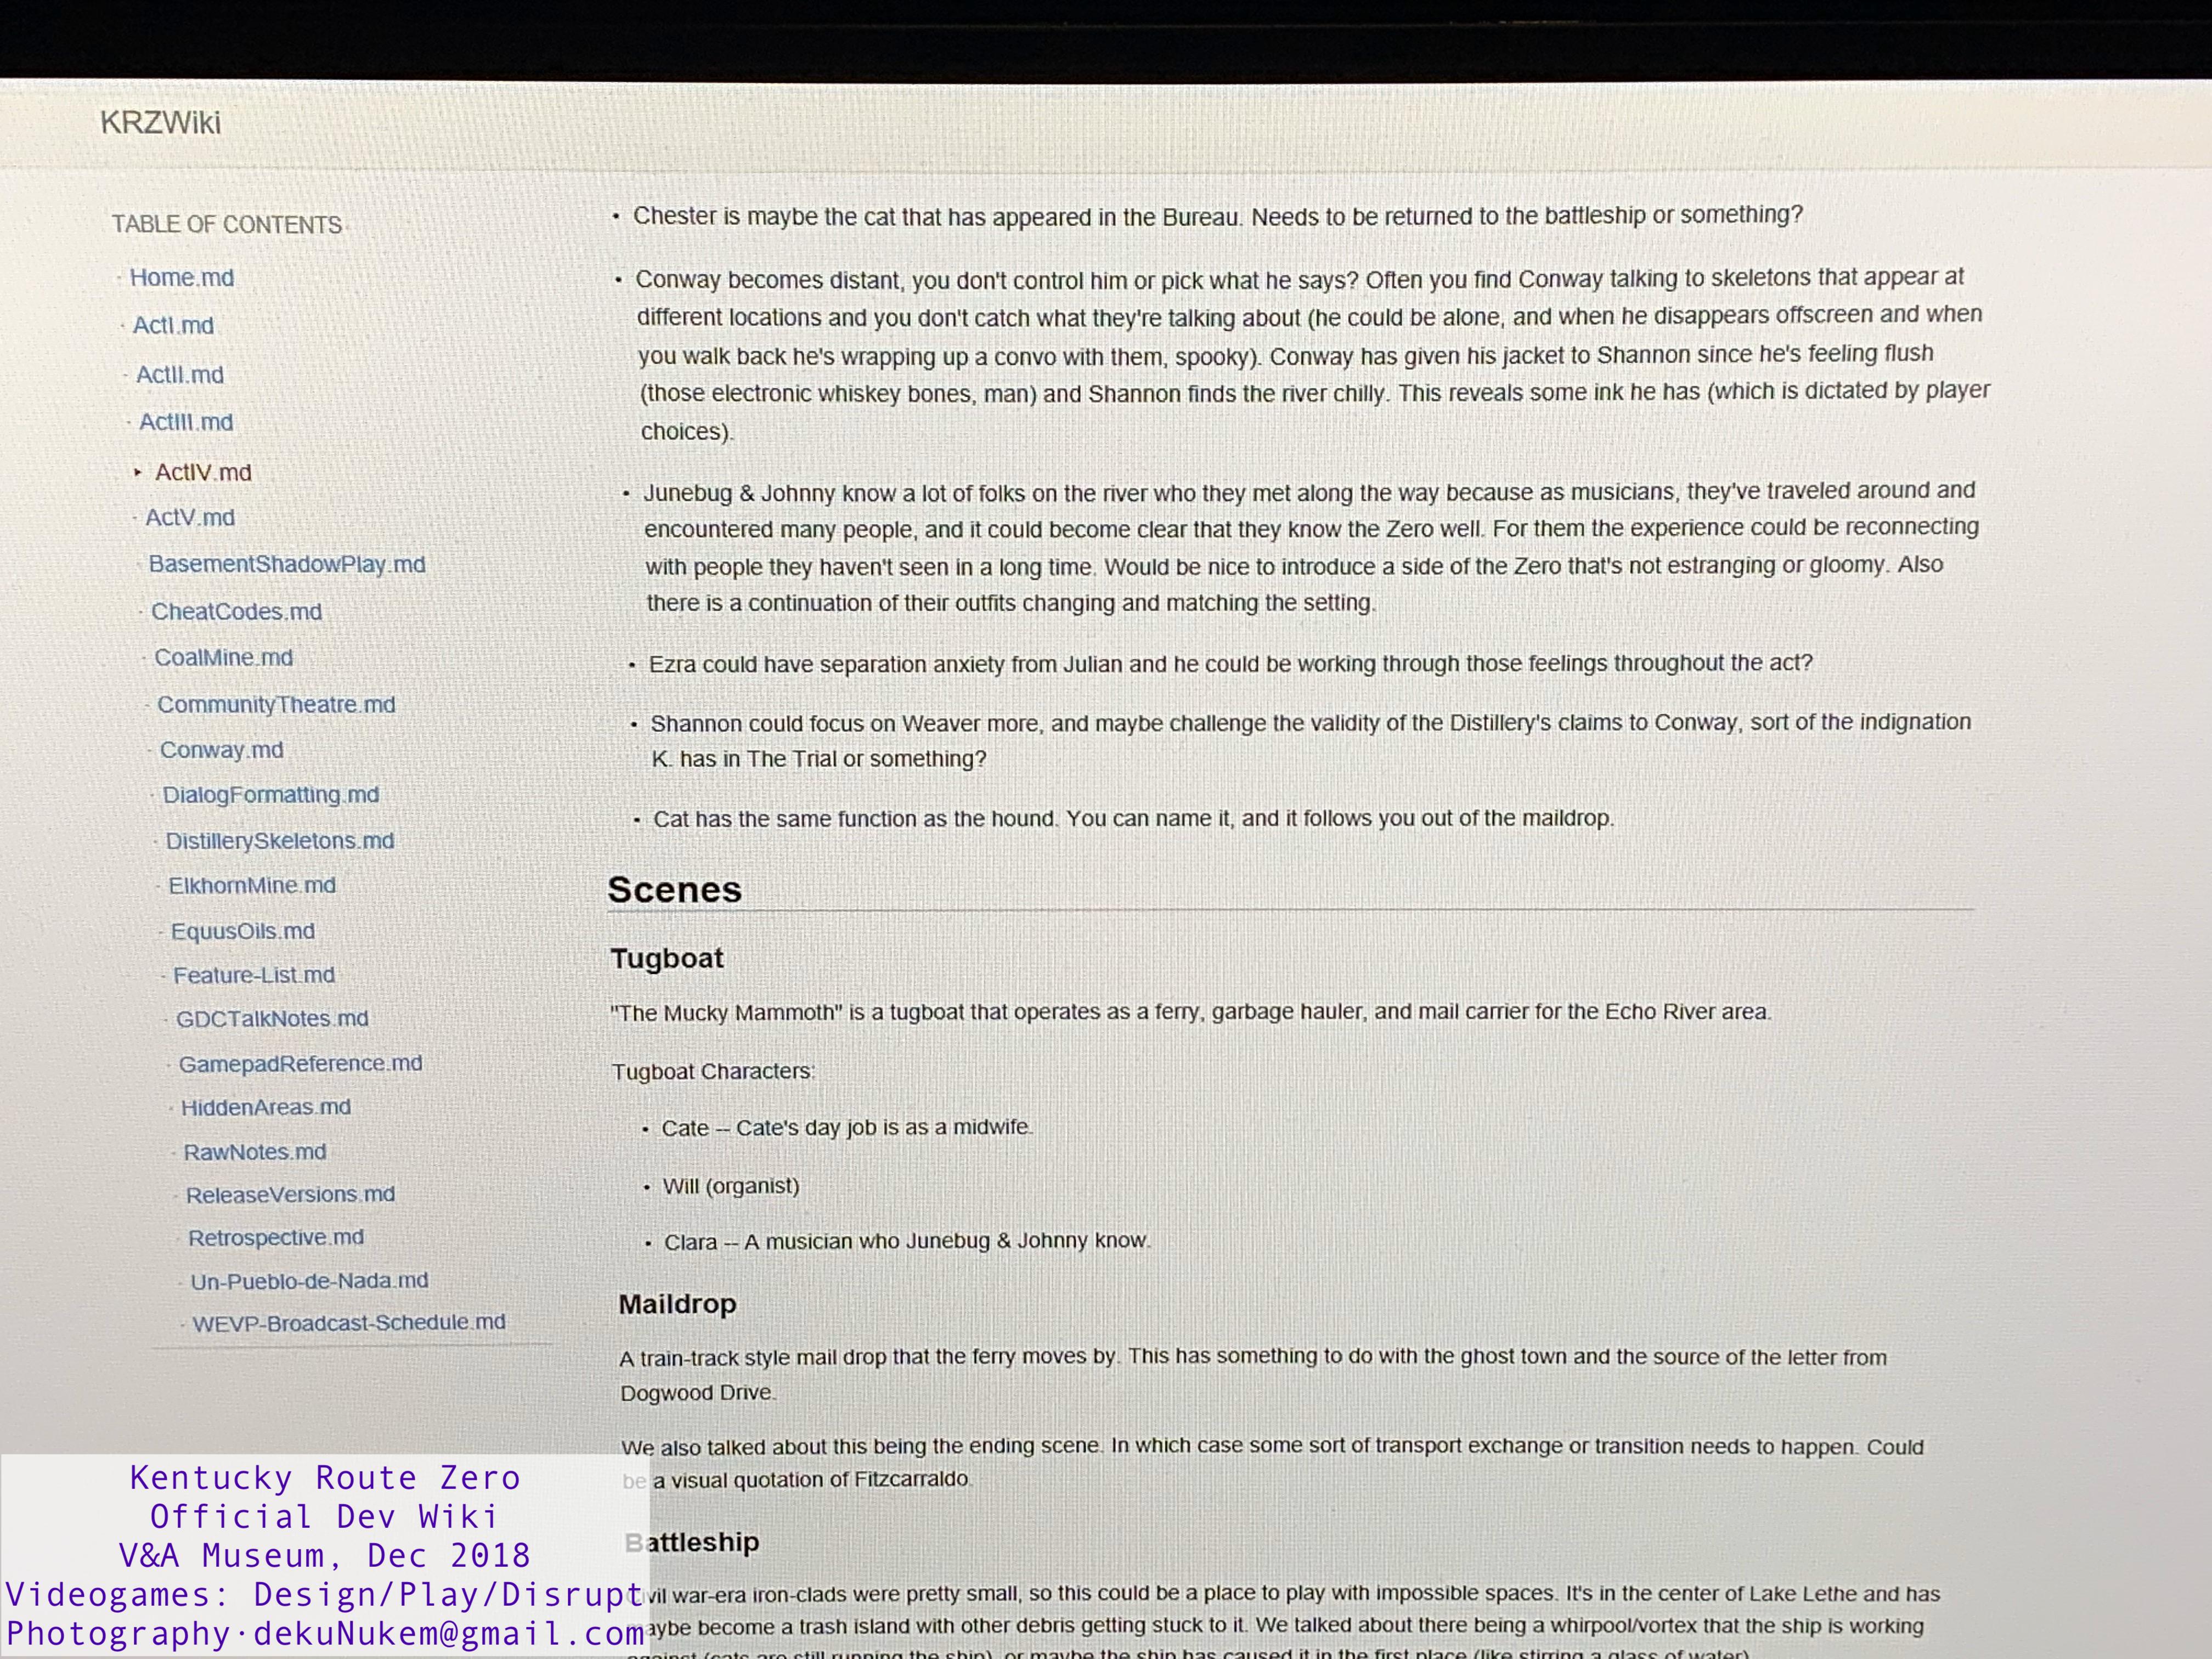 KRZWiki
TABLE OF CONTENTS
Home.md
ActI.md
ActII.md
ActIII.md
ActIV.md
ActV.md
BasementShadowPlay.md
CheatCodes.md
CoalMine.md
CommunityTheatre.md
Conway.md
DialogFormatting.md
DistillerySkeletons.md
ElkhornMine.md
EquusOils.md
Feature-List.md
GDCTalkNotes.md
GamepadReference.md
HiddenAreas.md
RawNotes.md
ReleaseVersions.md
Retrospective.md
Un-Pueblo-de-Nada.md
WEVP-Broadcast-Schedule.md
• Chester is maybe the cat that has appeared in the Bureau. Needs to be returned to the battleship or something?
• Conway becomes distant, you don't control him or pick what he says? Often you find Conway talking to skeletons that appear at
different locations and you don't catch what they're talking about (he could be alone, and when he disappears offscreen and when
you walk back he's wrapping up a convo with them, spooky). Conway has given his jacket to Shannon since he's feeling flush
(those electronic whiskey bones, man) and Shannon finds the river chilly. This reveals some ink he has (which is dictated by player
choices).
• Junebug & Johnny know a lot of folks on the river who they met along the way because as musicians, they've traveled around and
encountered many people, and it could become clear that they know the Zero well. For them the experience could be reconnecting
with people they haven't seen in a long time. Would be nice to introduce a side of the Zero that's not estranging or gloomy. Also
there is a continuation of their outfits changing and matching the setting.
• Ezra could have separation anxiety from Julian and he could be working through those feelings throughout the act?
• Shannon could focus on Weaver more, and maybe challenge the validity of the Distillery's claims to Conway, sort of the indignation
K. has in The Trial or something?
• Cat has the same function as the hound. You can name it, and it follows you out of the maildrop.
Scenes
Tugboat
"The Mucky Mammoth" is a tugboat that operates as a ferry, garbage hauler, and mail carrier for the Echo River area.
Tugboat Characters:
• Cate -- Cate's day job is as a midwife.
• Will (organist)
• Clara -- A musician who Junebug & Johnny know.
Maildrop
A train-track style mail drop that the ferry moves by. This has something to do with the ghost town and the source of the letter from
Dogwood Drive.
We also talked about this being the ending scene. In which case some sort of transport exchange or transition needs to happen. Could
be a visual quotation of Fitzcarraldo.
Battleship
war-era iron-clads were pretty small, so this could be a place to play with impossible spaces. It's in the center of Lake Lethe and has
become a trash island with other debris getting stuck to it. We talked about there being a whirlpool/vortex that the ship is working
against (cats are still running the ship), or maybe the ship has caused it in the first place (like stirring a glass of water).
Kentucky Route Zero
Official Dev Wiki
V&A Museum, Dec 2018
Videogames: Design/Play/Disrupt
Photography·dekuNukem@gmail.com